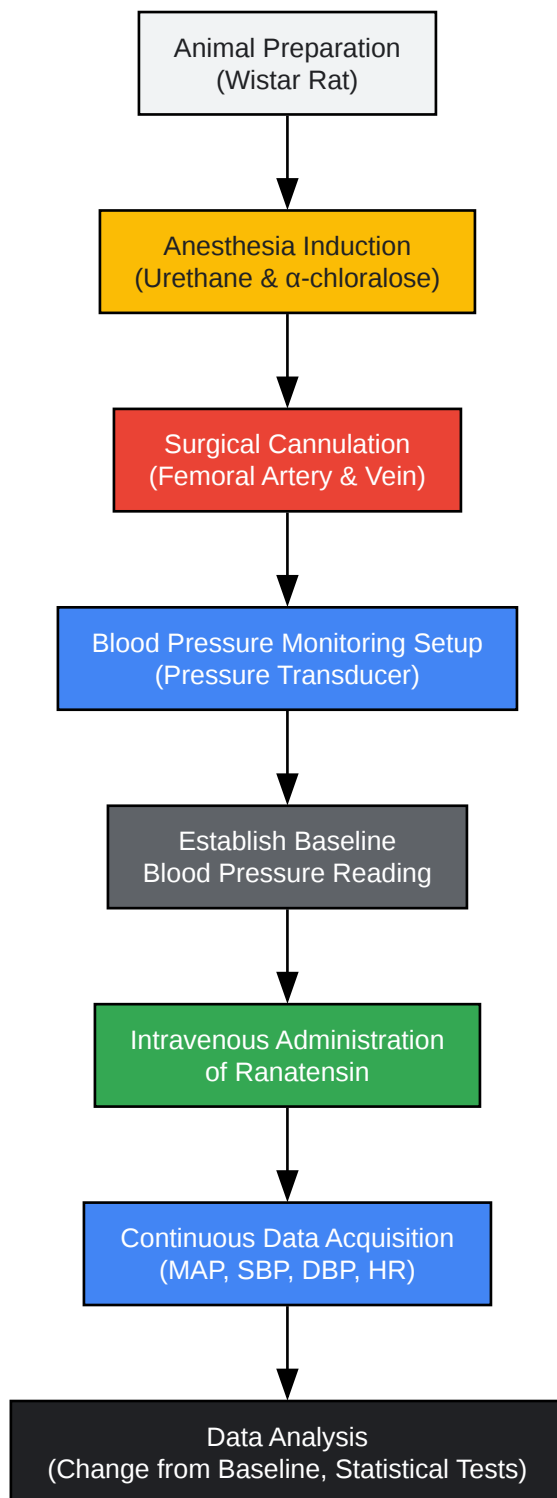 Animal Preparation
(Wistar Rat)
Anesthesia Induction
(Urethane & α-chloralose)
Surgical Cannulation
(Femoral Artery & Vein)
Blood Pressure Monitoring Setup
(Pressure Transducer)
Establish Baseline
Blood Pressure Reading
Intravenous Administration
of Ranatensin
Continuous Data Acquisition
(MAP, SBP, DBP, HR)
Data Analysis
(Change from Baseline, Statistical Tests)